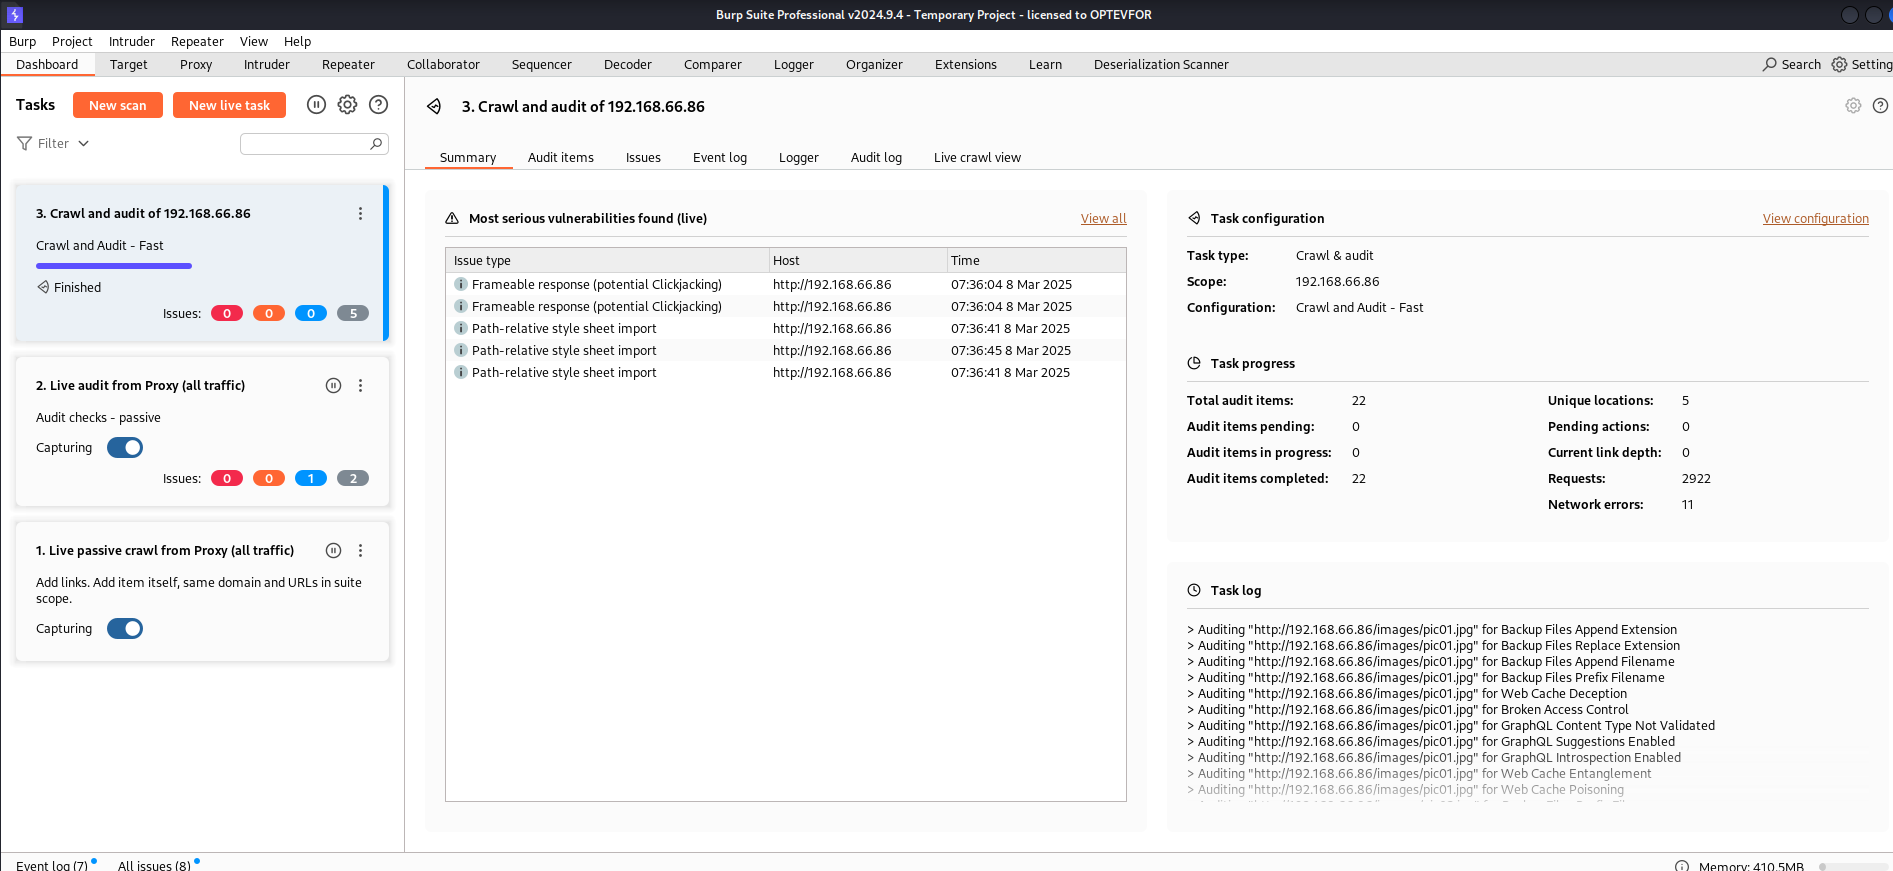 Burp Suite Professional v2024.9.4 - Temporary Project - licensed to OPTEVFOR
Burp Project Intruder Repeater View Help
Dashboard Target Proxy Intruder Repeater Collaborator Sequencer Decoder Comparer Logger Organizer Extensions Learn Deserialization Scanner Search Setting
Tasks New scan New live task
Filter
3. Crawl and audit of 192.168.66.86
Crawl and Audit - Fast
Finished
Issues: 0 0 0 5
2. Live audit from Proxy (all traffic)
Audit checks - passive
Capturing
Issues: 0 0 1 2
1. Live passive crawl from Proxy (all traffic)
Add links. Add item itself, same domain and URLs in suite
scope.
Capturing
3. Crawl and audit of 192.168.66.86
Summary Audit items Issues Event log Logger Audit log Live crawl view
Most serious vulnerabilities found (live) View all
Issue type Host Time
Frameable response (potential Clickjacking) http://192.168.66.86 07:36:04 8 Mar 2025
Frameable response (potential Clickjacking) http://192.168.66.86 07:36:04 8 Mar 2025
Path-relative style sheet import http://192.168.66.86 07:36:41 8 Mar 2025
Path-relative style sheet import http://192.168.66.86 07:36:45 8 Mar 2025
Path-relative style sheet import http://192.168.66.86 07:36:41 8 Mar 2025
Task configuration View configuration
Task type: Crawl & audit
Scope: 192.168.66.86
Configuration: Crawl and Audit - Fast
Task progress
Total audit items: 22 Unique locations: 5
Audit items pending: 0 Pending actions: 0
Audit items in progress: 0 Current link depth: 0
Audit items completed: 22 Requests: 2922
Network errors: 11
Task log
> Auditing "http://192.168.66.86/images/pic01.jpg" for Backup Files Append Extension
> Auditing "http://192.168.66.86/images/pic01.jpg" for Backup Files Replace Extension
> Auditing "http://192.168.66.86/images/pic01.jpg" for Backup Files Append Filename
> Auditing "http://192.168.66.86/images/pic01.jpg" for Backup Files Prefix Filename
> Auditing "http://192.168.66.86/images/pic01.jpg" for Web Cache Deception
> Auditing "http://192.168.66.86/images/pic01.jpg" for Broken Access Control
> Auditing "http://192.168.66.86/images/pic01.jpg" for GraphQL Content Type Not Validated
> Auditing "http://192.168.66.86/images/pic01.jpg" for GraphQL Suggestions Enabled
> Auditing "http://192.168.66.86/images/pic01.jpg" for GraphQL Introspection Enabled
> Auditing "http://192.168.66.86/images/pic01.jpg" for Web Cache Entanglement
> Auditing "http://192.168.66.86/images/pic01.jpg" for Web Cache Poisoning
Event log (7) All issues (8) Memory: 410.5MB